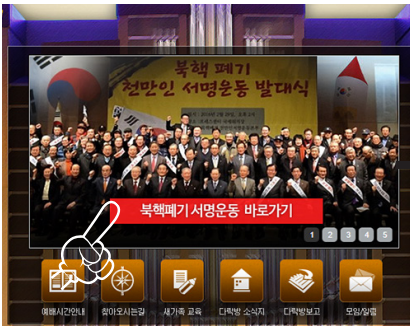 북핵 폐기
천만인 서명운동 발대식
북핵폐기 서명운동 바로가기
1 2 3 4 5
예배시간안내 찾아오시는길 새가족 교육 다락방 소식지 다락방보고 모임/알림